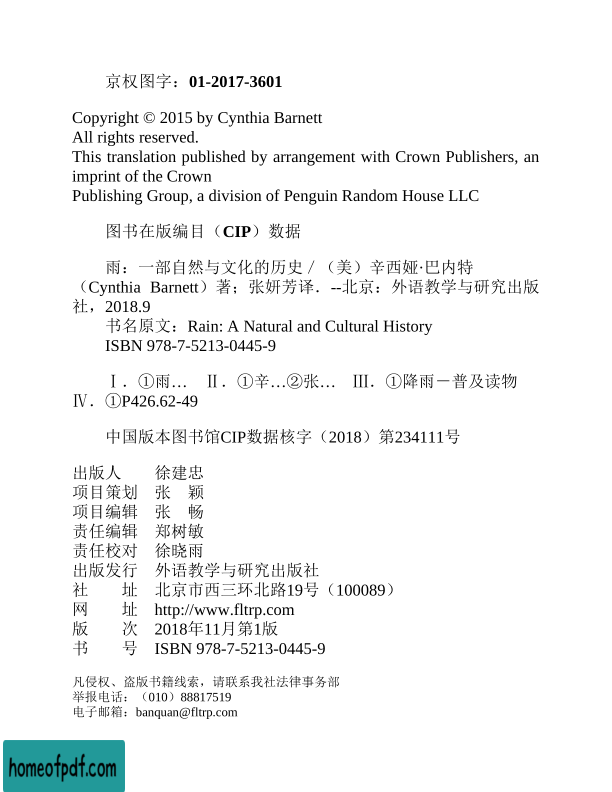 京权图字：01-2017-3601
Copyright © 2015 by Cynthia Barnett
All rights reserved.
This translation published by arrangement with Crown Publishers, an
imprint of the Crown
Publishing Group, a division of Penguin Random House LLC
图书在版编目（CIP）数据
雨：一部自然与文化的历史／（美）辛西娅·巴内特
（Cynthia Barnett）著；张妍芳译．--北京：外语教学与研究出版
社，2018.9
书名原文：Rain: A Natural and Cultural History
ISBN 978-7-5213-0445-9
Ⅰ．①雨… Ⅱ．①辛…②张… Ⅲ．①降雨－普及读物
Ⅳ．①P426.62-49
中国版本图书馆CIP数据核字（2018）第234111号
出版人 徐建忠
项目策划 张 颖
项目编辑 张 畅
责任编辑 郑树敏
责任校对 徐晓雨
出版发行 外语教学与研究出版社
社 址 北京市西三环北路19号（100089）
网 址 http://www.fltrp.com
版 次 2018年11月第1版
书 号 ISBN 978-7-5213-0445-9
凡侵权、盗版书籍线索，请联系我社法律事务部
举报电话：（010）88817519
电子邮箱：banquan@fltrp.com
homeofpdf.com